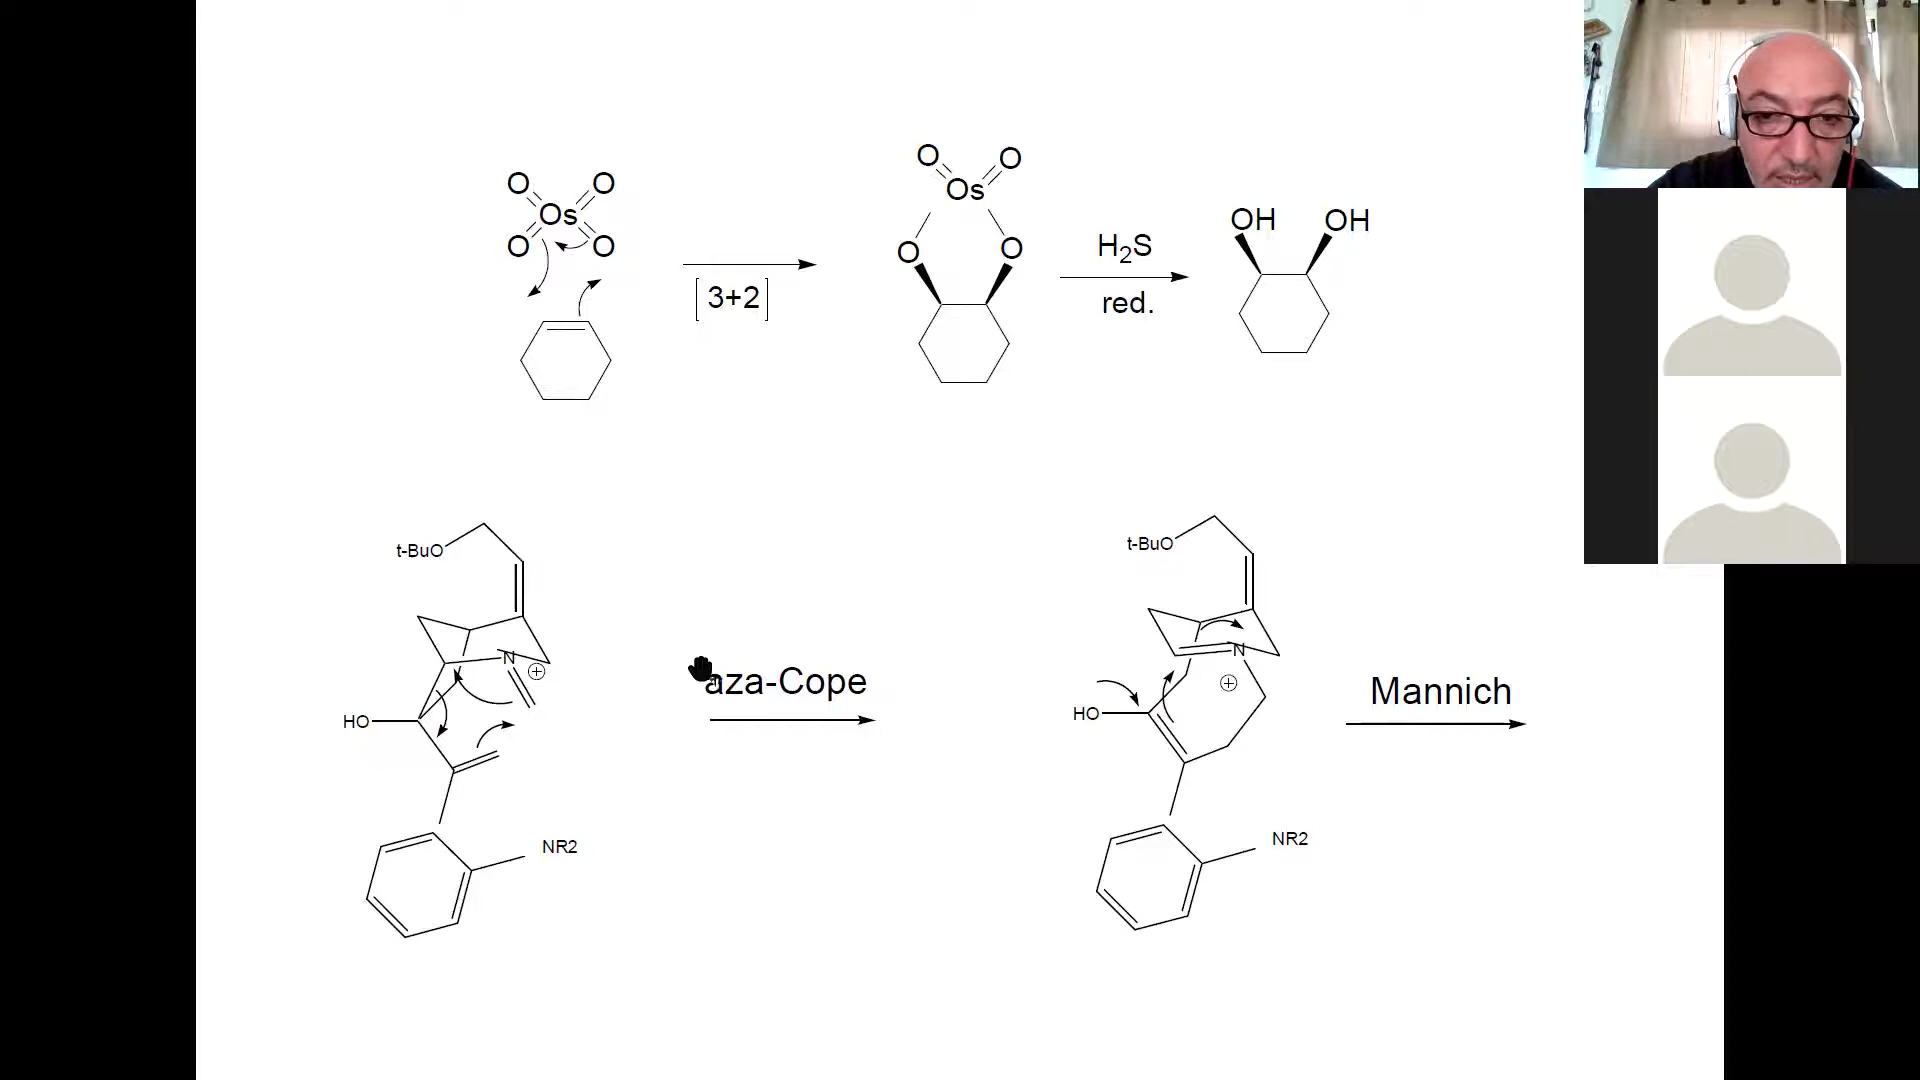 O O
Os
O O
[3+2]
O O
Os
O O
H2S
red.
OH OH
t-BuO
N
⊕
HO
NR2
aza-Cope
t-BuO
N
⊕
HO
NR2
Mannich